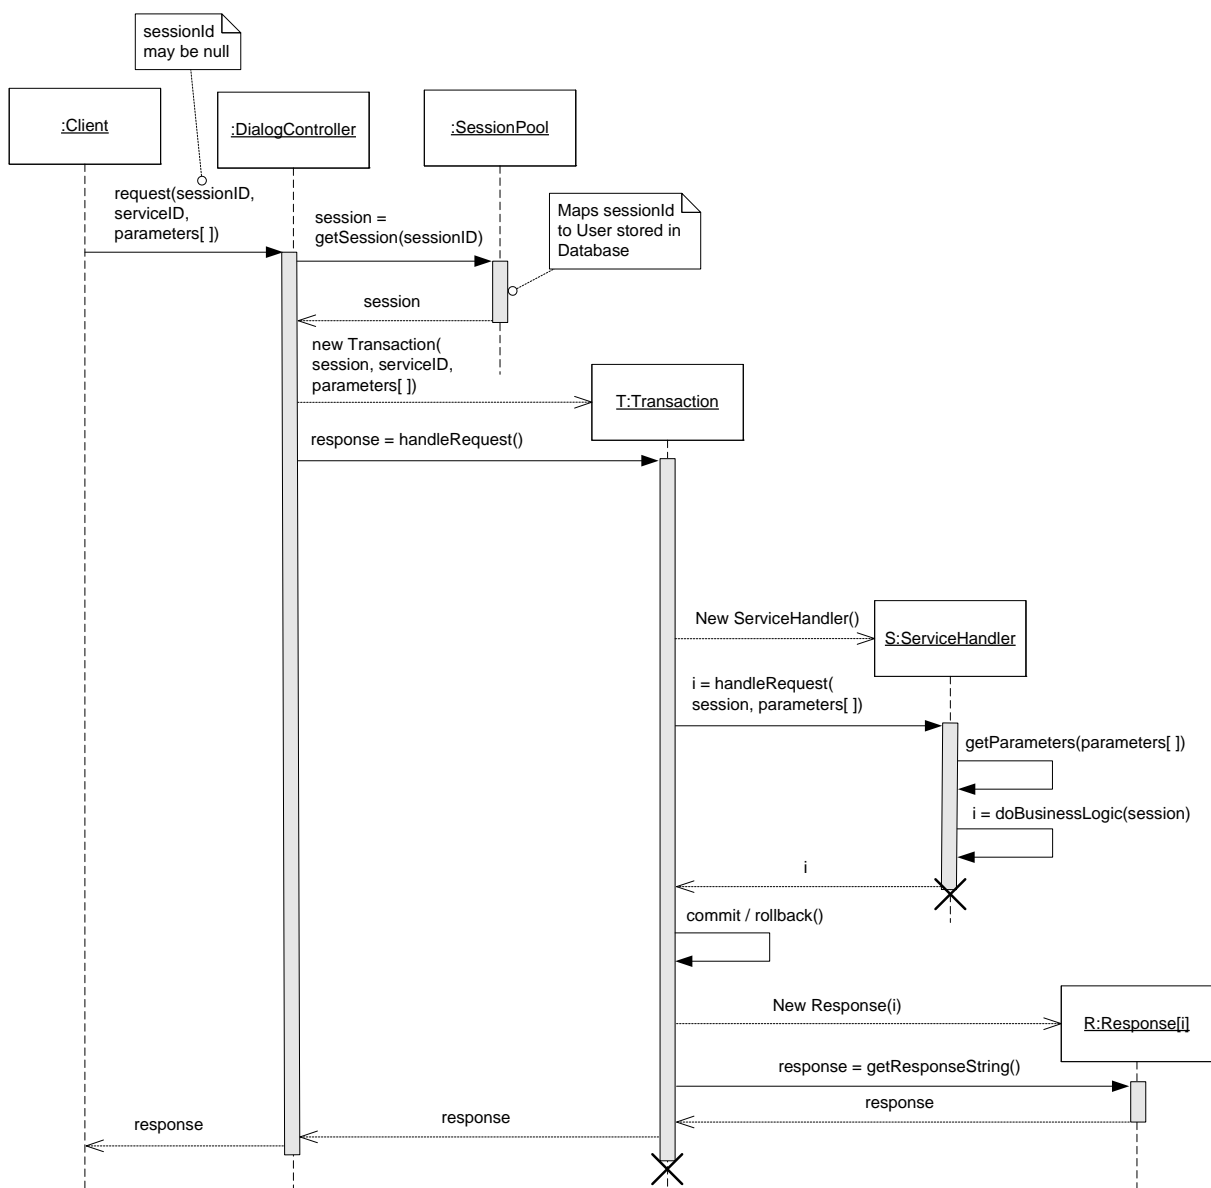 sessionId
may be null
:Client
:DialogController
:SessionPool
request(sessionID,
serviceID,
parameters[ ])
session =
getSession(sessionID)
Maps sessionId
to User stored in
Database
session
new Transaction(
session, serviceID,
parameters[ ])
T:Transaction
response = handleRequest()
New ServiceHandler()
S:ServiceHandler
i = handleRequest(
session, parameters[ ])
getParameters(parameters[ ])
i = doBusinessLogic(session)
i
commit / rollback()
New Response(i)
R:Response[i]
response = getResponseString()
response
response
response